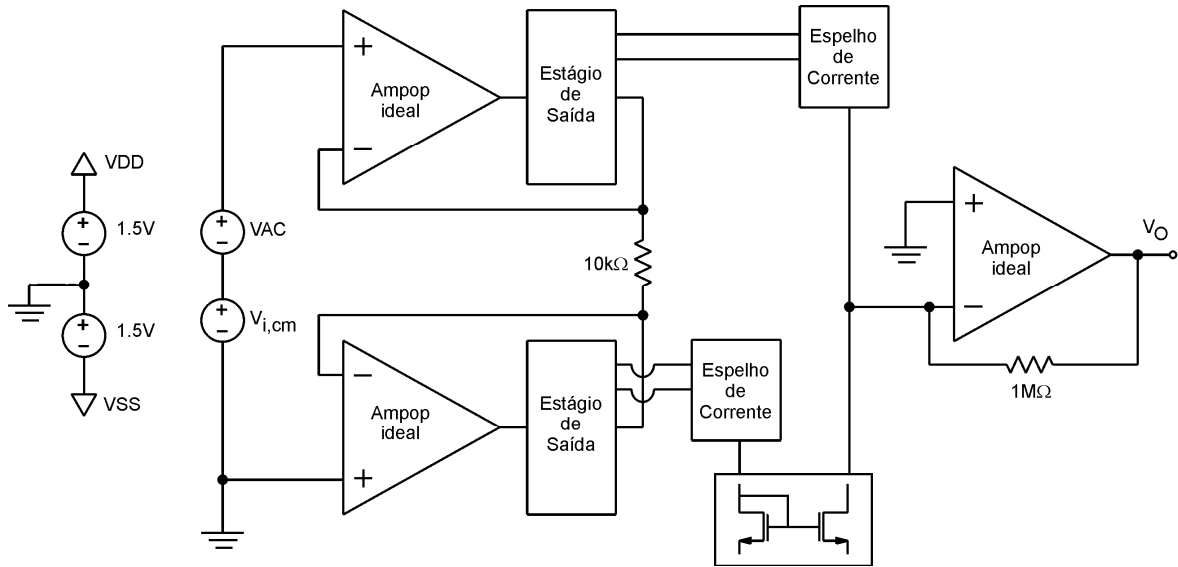 VDD
1.5V
1.5V
VSS
VAC
Vi,cm
+
Ampop
ideal
−
Estágio
de
Saída
Espelho
de
Corrente
10kΩ
−
Ampop
ideal
+
Estágio
de
Saída
Espelho
de
Corrente
+
Ampop
ideal
−
VO
1MΩ